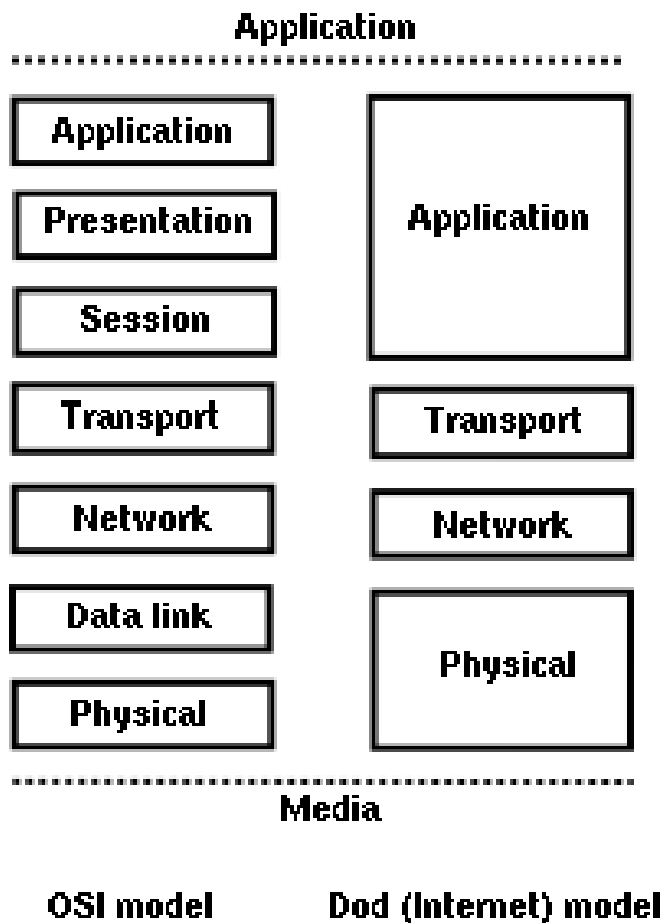 Application
Application
Presentation
Session
Transport
Network
Data link
Physical
Application
Transport
Network
Physical
Media
OSI model
Dod (Internet) model